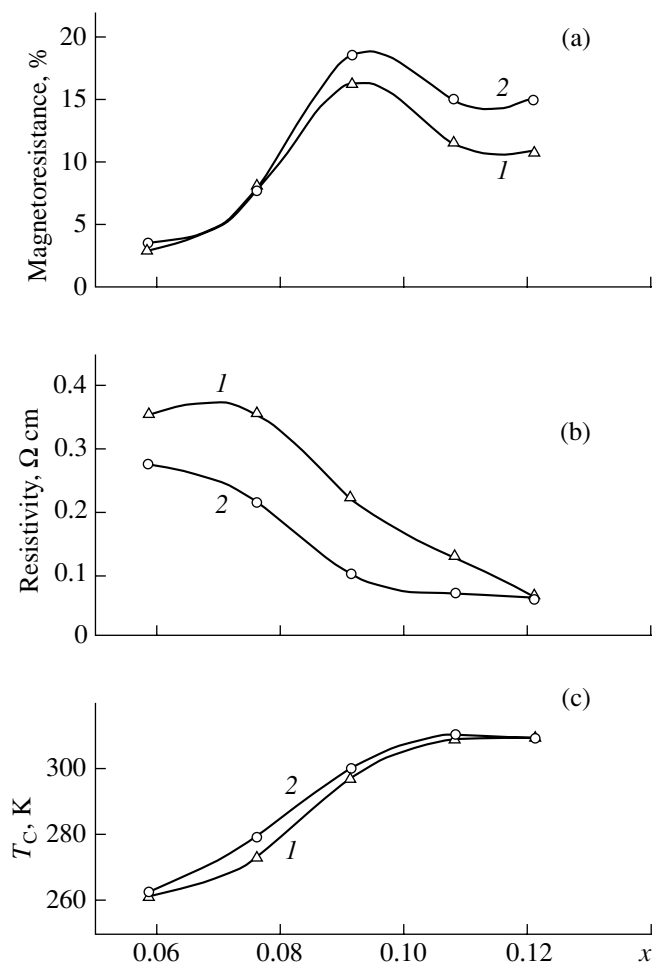 20
(a)
15
2
10
1
5
0
Magnetoresistance, %
0.4
1
(b)
0.3
0.2
2
0.1
0
Resistivity, Ω cm
(c)
300
2
280
1
260
T_C, K
0.06 0.08 0.10 0.12 x